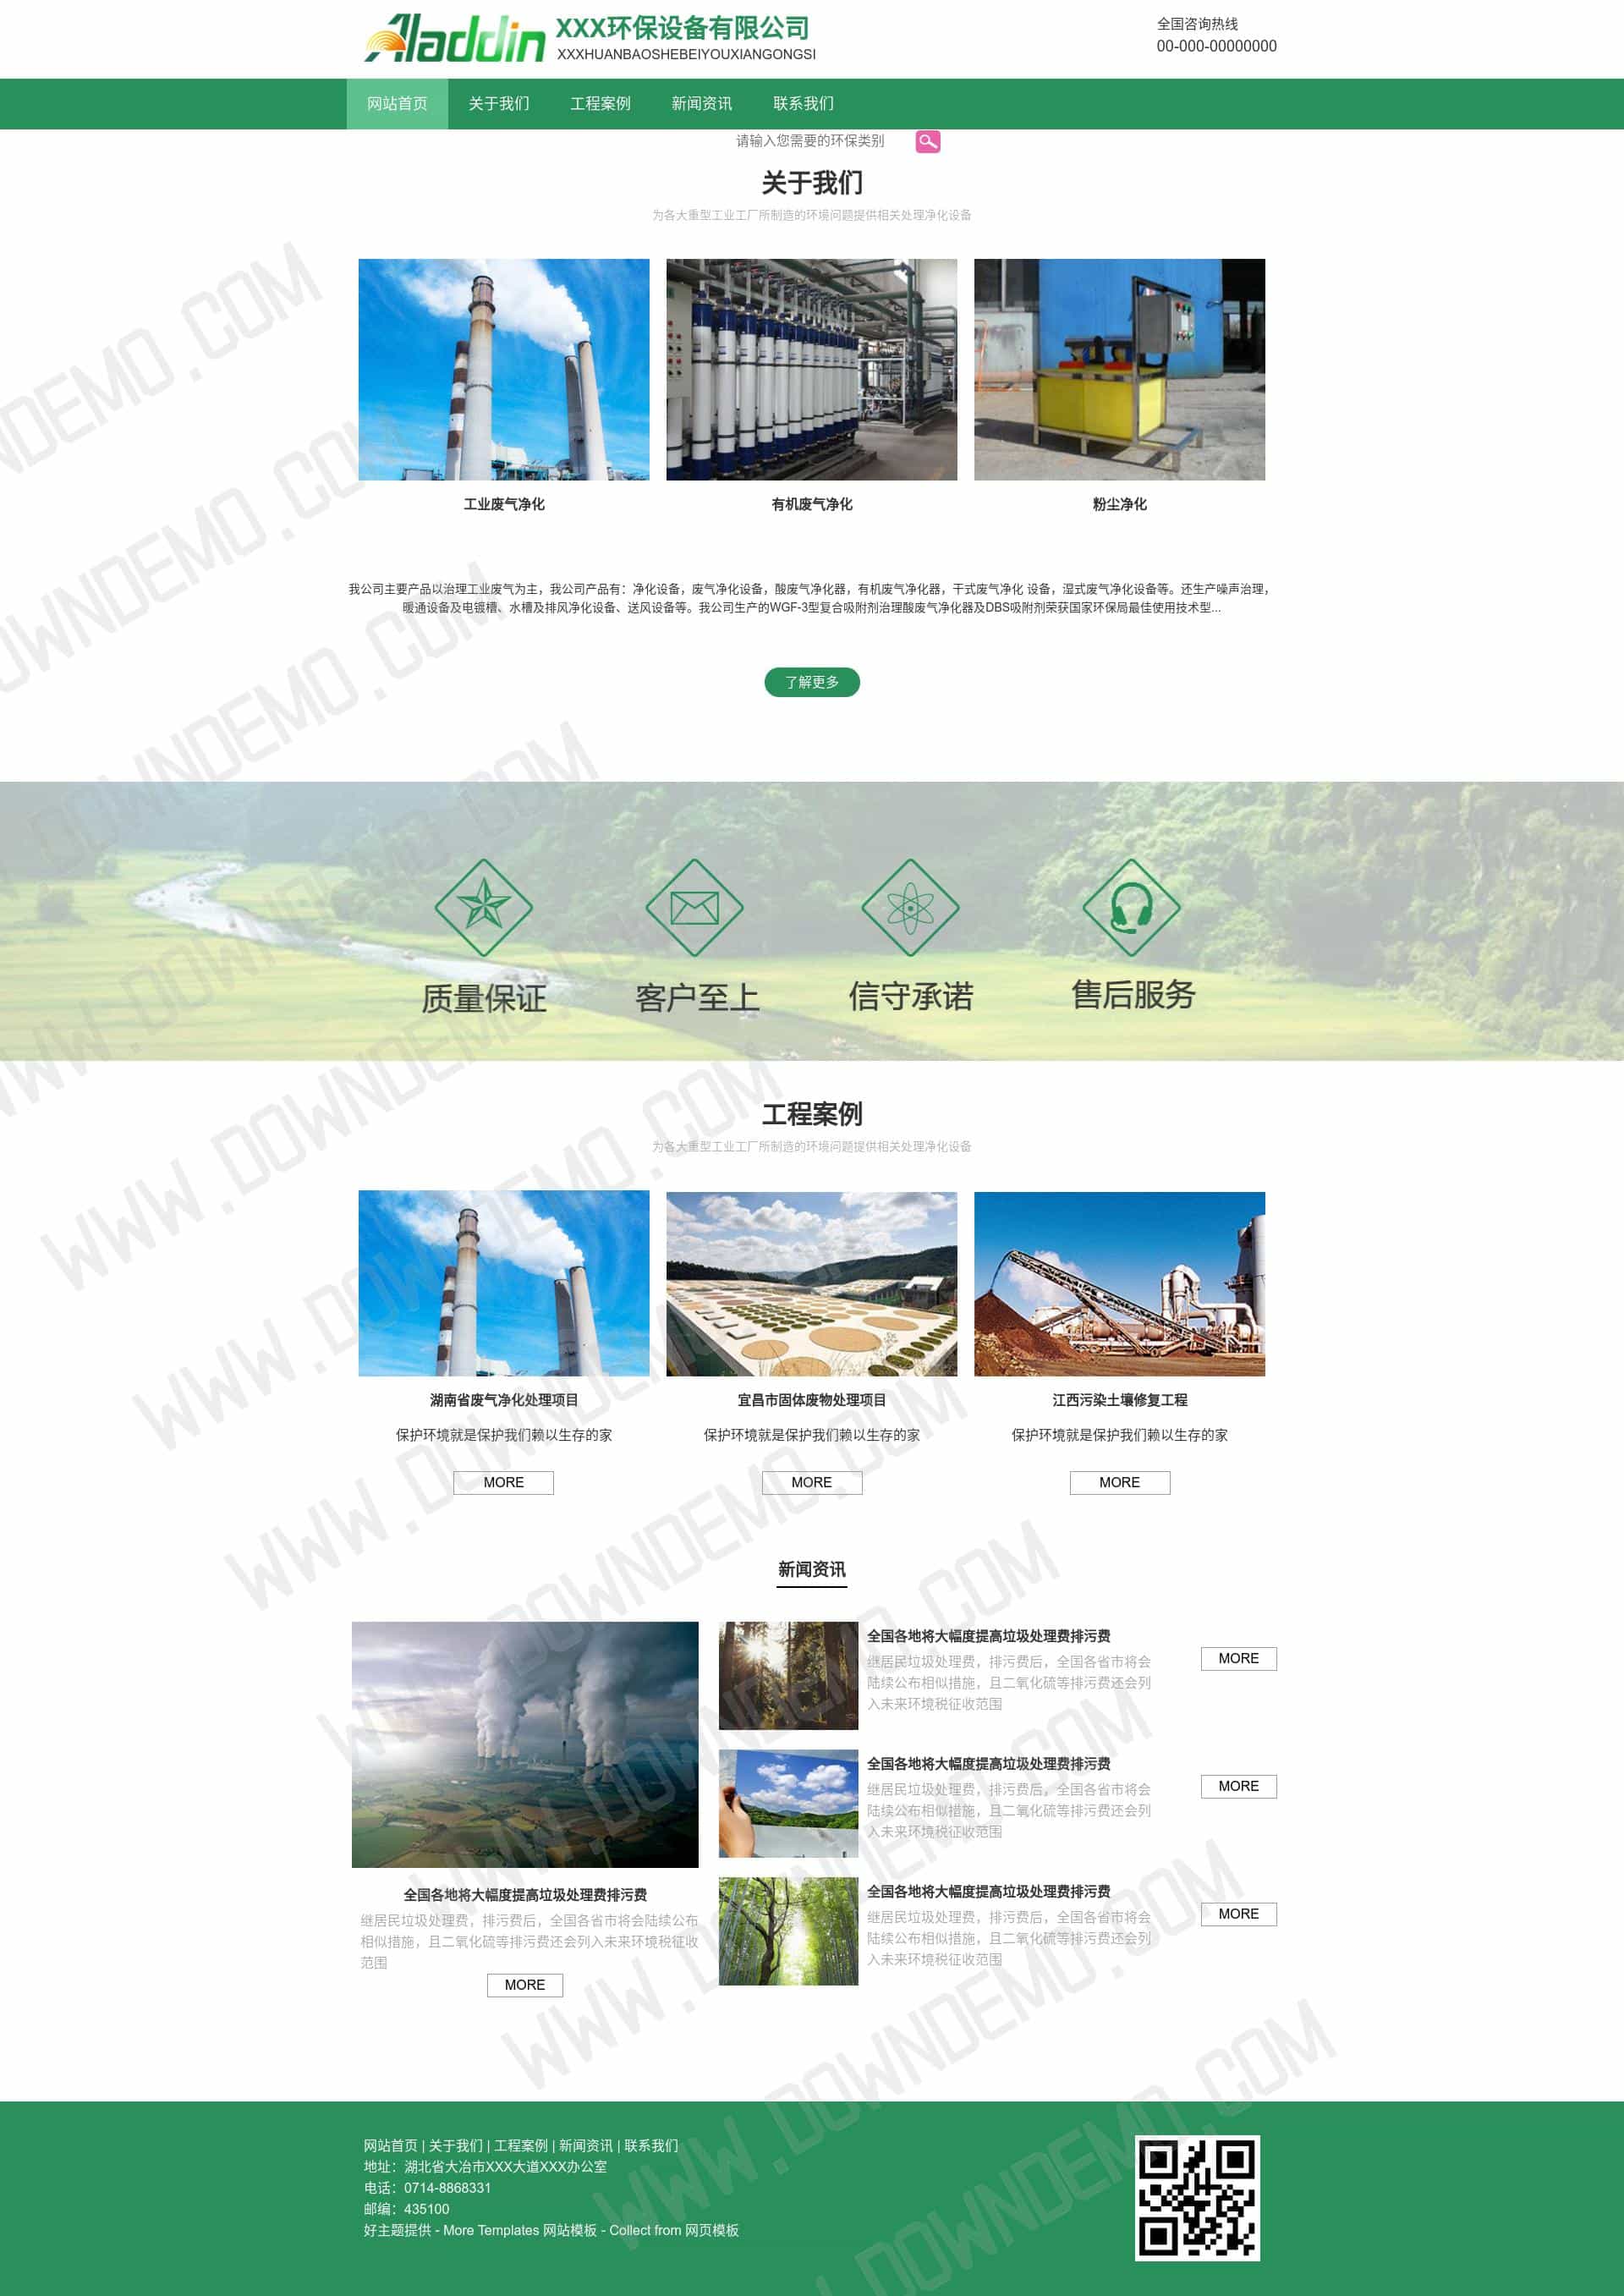 Aladdin
XXX环保设备有限公司
XXXHUANBAOSHEBEIYOUXIANGONGSI
全国咨询热线
00-000-00000000
网站首页 关于我们 工程案例 新闻资讯 联系我们
请输入您需要的环保类别
关于我们
为各大重型工业工厂所制造的环境问题提供相关处理净化设备
工业废气净化 有机废气净化 粉尘净化
我公司主要产品以治理工业废气为主，我公司产品有：净化设备，废气净化设备，酸废气净化器，有机废气净化器，干式废气净化 设备，湿式废气净化设备等。还生产噪声治理，
暖通设备及电镀槽、水槽及排风净化设备、送风设备等。我公司生产的WGF-3型复合吸附剂治理酸废气净化器及DBS吸附剂荣获国家环保局最佳使用技术型...
了解更多
质量保证 客户至上 信守承诺 售后服务
工程案例
为各大重型工业工厂所制造的环境问题提供相关处理净化设备
湖南省废气净化处理项目 宜昌市固体废物处理项目 江西污染土壤修复工程
保护环境就是保护我们赖以生存的家 保护环境就是保护我们赖以生存的家 保护环境就是保护我们赖以生存的家
MORE MORE MORE
新闻资讯
全国各地将大幅度提高垃圾处理费排污费
继居民垃圾处理费，排污费后，全国各省市将会陆续公布
相似措施，且二氧化硫等排污费还会列入未来环境税征收
范围
MORE
全国各地将大幅度提高垃圾处理费排污费
继居民垃圾处理费，排污费后，全国各省市将会
陆续公布相似措施，且二氧化硫等排污费还会列
入未来环境税征收范围
MORE
全国各地将大幅度提高垃圾处理费排污费
继居民垃圾处理费，排污费后，全国各省市将会
陆续公布相似措施，且二氧化硫等排污费还会列
入未来环境税征收范围
MORE
全国各地将大幅度提高垃圾处理费排污费
继居民垃圾处理费，排污费后，全国各省市将会
陆续公布相似措施，且二氧化硫等排污费还会列
入未来环境税征收范围
MORE
网站首页 | 关于我们 | 工程案例 | 新闻资讯 | 联系我们
地址：湖北省大冶市XXX大道XXX办公室
电话：0714-8868331
邮编：435100
好主题提供 - More Templates 网站模板 - Collect from 网页模板
WWW.DOWNDEMO.COM